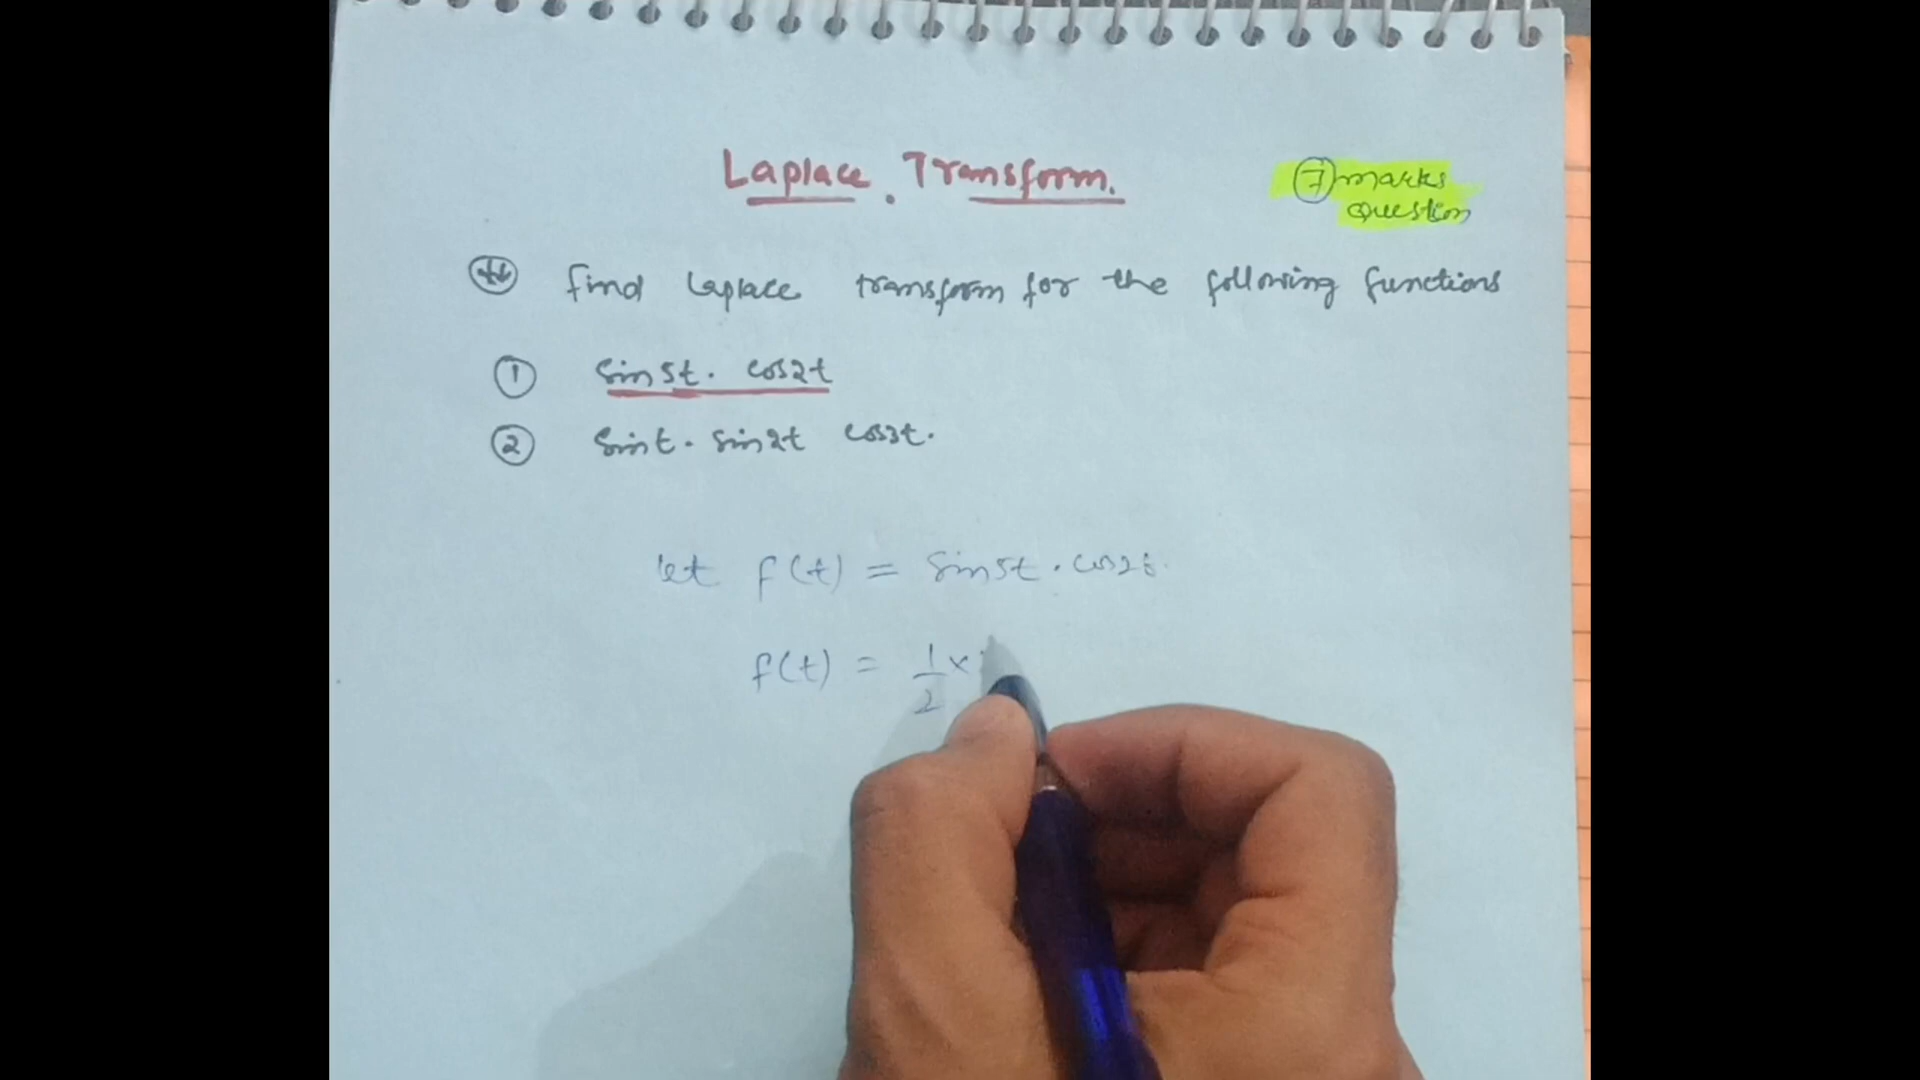 Laplace Transform.
7 marks
question
find Laplace transform for the following functions
1 sin5t. cos2t
2 sint. sin2t cos3t.
let f(t) = sin5t . cos2t.
f(t) = 1/2 x